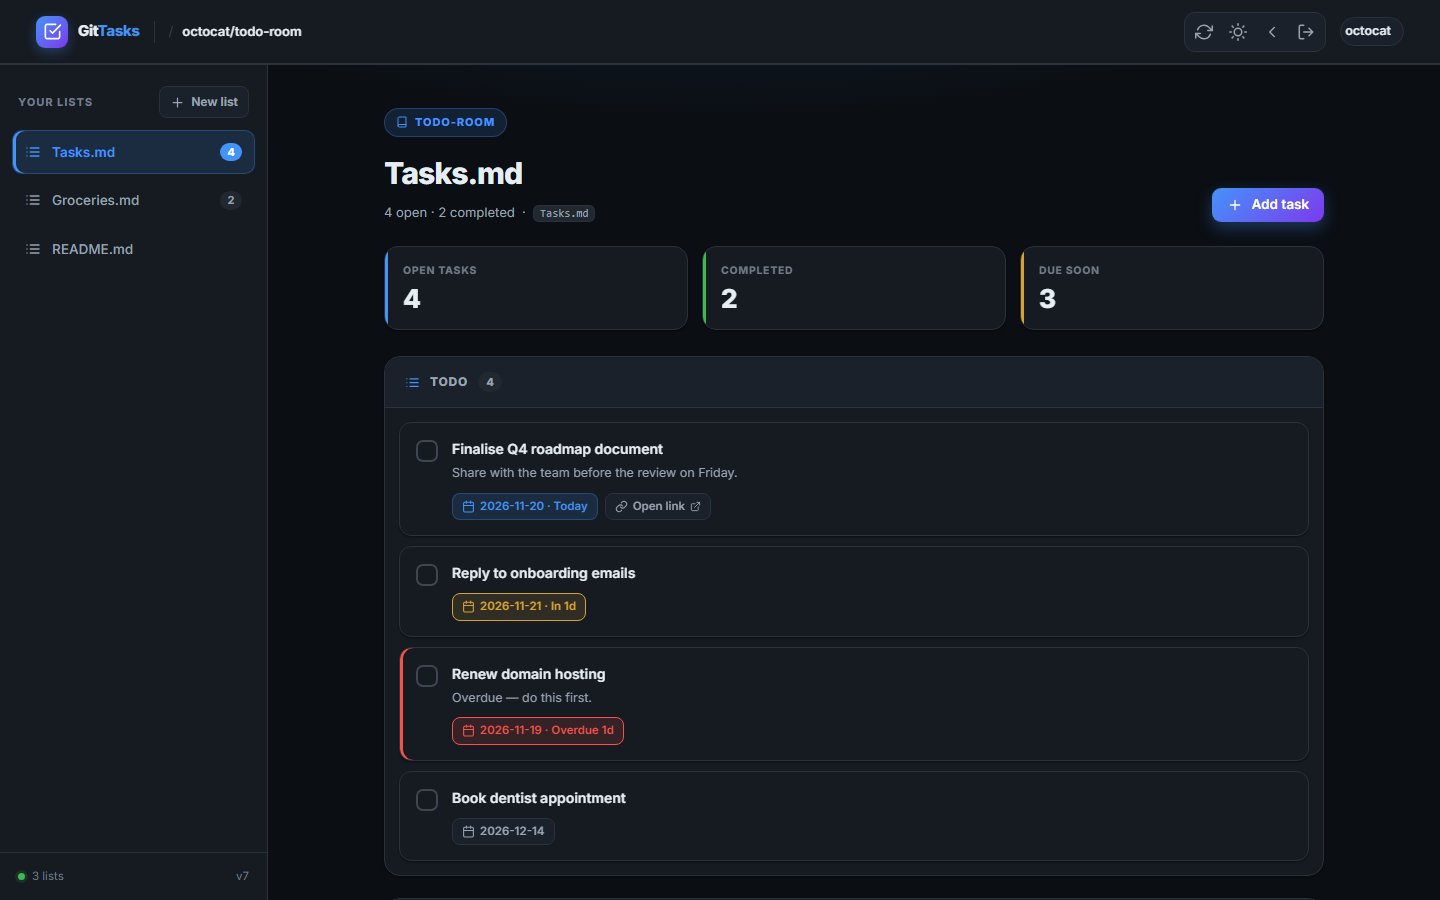 GitTasks / octocat/todo-room
octocat
YOUR LISTS
New list
Tasks.md 4
Groceries.md 2
README.md
3 lists v7
TODO-ROOM
Tasks.md
4 open · 2 completed · Tasks.md
Add task
OPEN TASKS
4
COMPLETED
2
DUE SOON
3
TODO 4
Finalise Q4 roadmap document
Share with the team before the review on Friday.
2026-11-20 · Today
Open link
Reply to onboarding emails
2026-11-21 · In 1d
Renew domain hosting
Overdue — do this first.
2026-11-19 · Overdue 1d
Book dentist appointment
2026-12-14